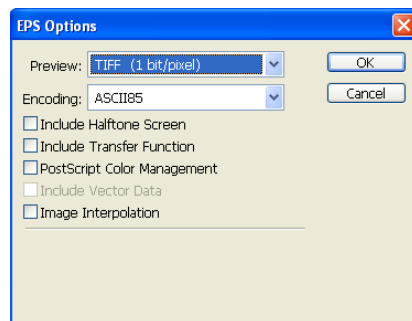 EPS Options
Preview: TIFF (1 bit/pixel) OK
Encoding: ASCII85 Cancel
Include Halftone Screen
Include Transfer Function
PostScript Color Management
Include Vector Data
Image Interpolation